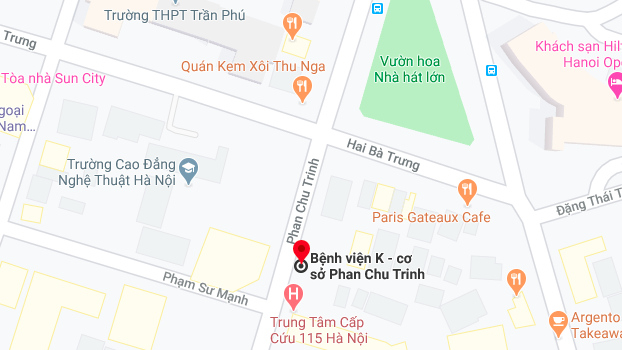 Trường THPT Trần Phú
Trưng
Quán Kem Xôi Thu Nga
Vườn hoa
Nhà hát lớn
Khách sạn Hil
Hanoi Ope
Tòa nhà Sun City
goại
Nam...
Hai Bà Trưng
Trường Cao Đẳng
Nghệ Thuật Hà Nội
Phan Chu Trinh
Paris Gateaux Cafe
Đặng Thái T
Bệnh viện K - cơ
sở Phan Chu Trinh
Phạm Sư Mạnh
H
Trung Tâm Cấp
Cứu 115 Hà Nội
Argento
Takeawa